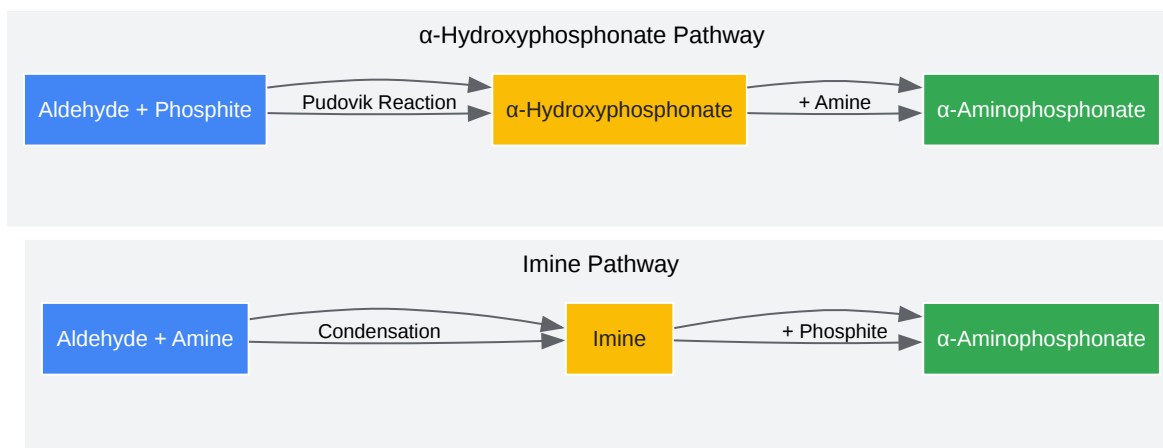 α-Hydroxyphosphonate Pathway
Aldehyde + Phosphite
Pudovik Reaction
α-Hydroxyphosphonate
+ Amine
α-Aminophosphonate
Imine Pathway
Aldehyde + Amine
Condensation
Imine
+ Phosphite
α-Aminophosphonate